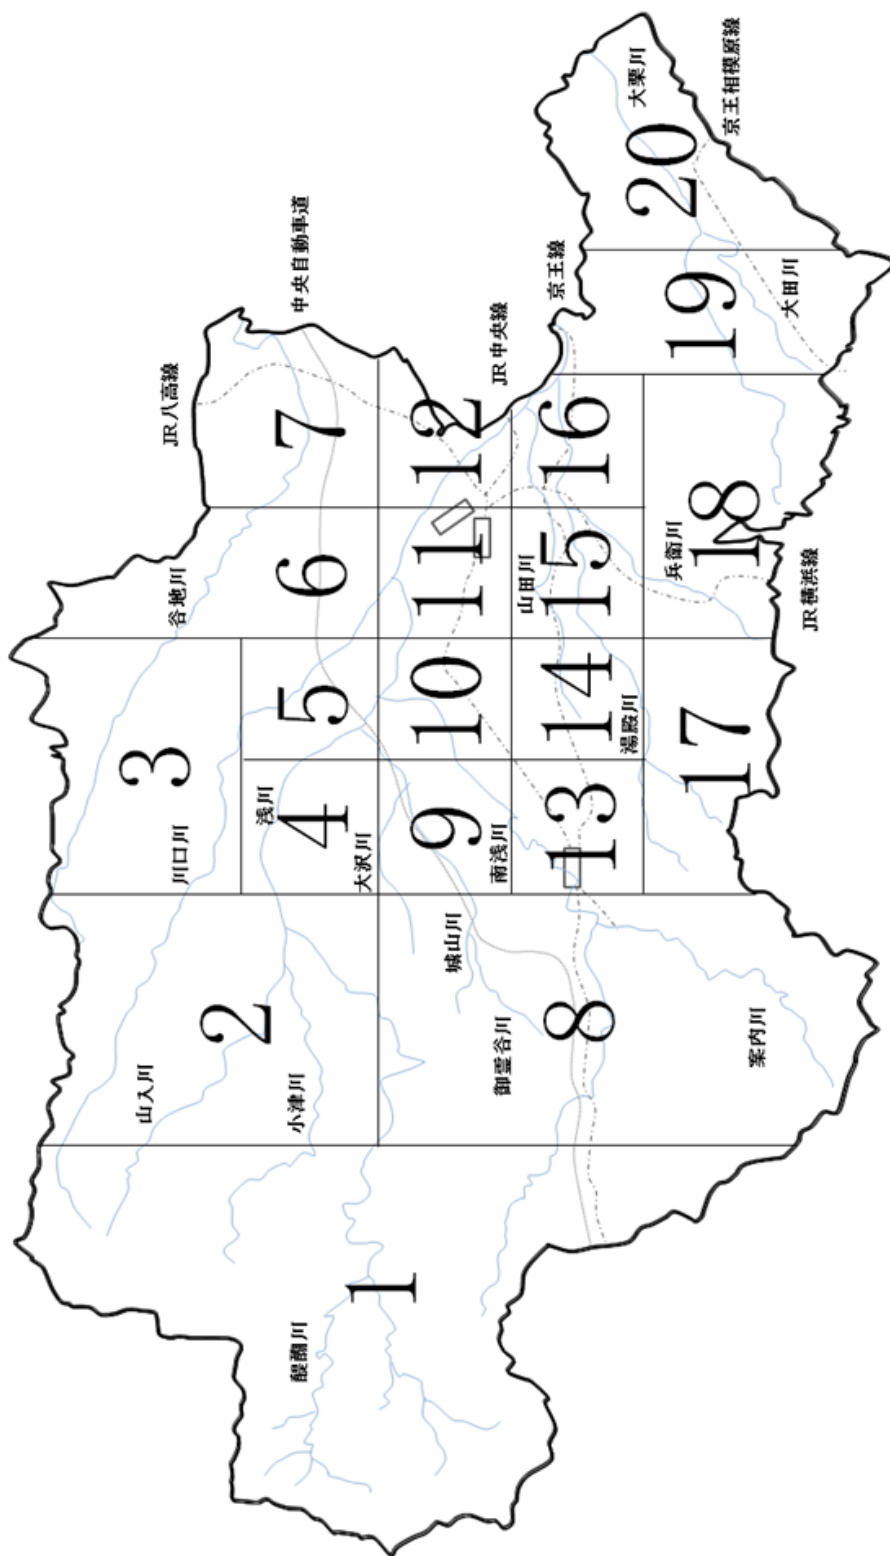 JR八高線
中央自動車道
谷地川
JR中央線
京王線
大栗川
京王相模原線
3
6
7
川口川
浅川
5
4
大沢川
山入川
2
小津川
10
11
12
9
南浅川
山田川
城山川
14
15
16
13
湯殿川
兵衛川
19
20
大田川
御霊谷川
8
17
18
JR横浜線
案内川
醍醐川
1